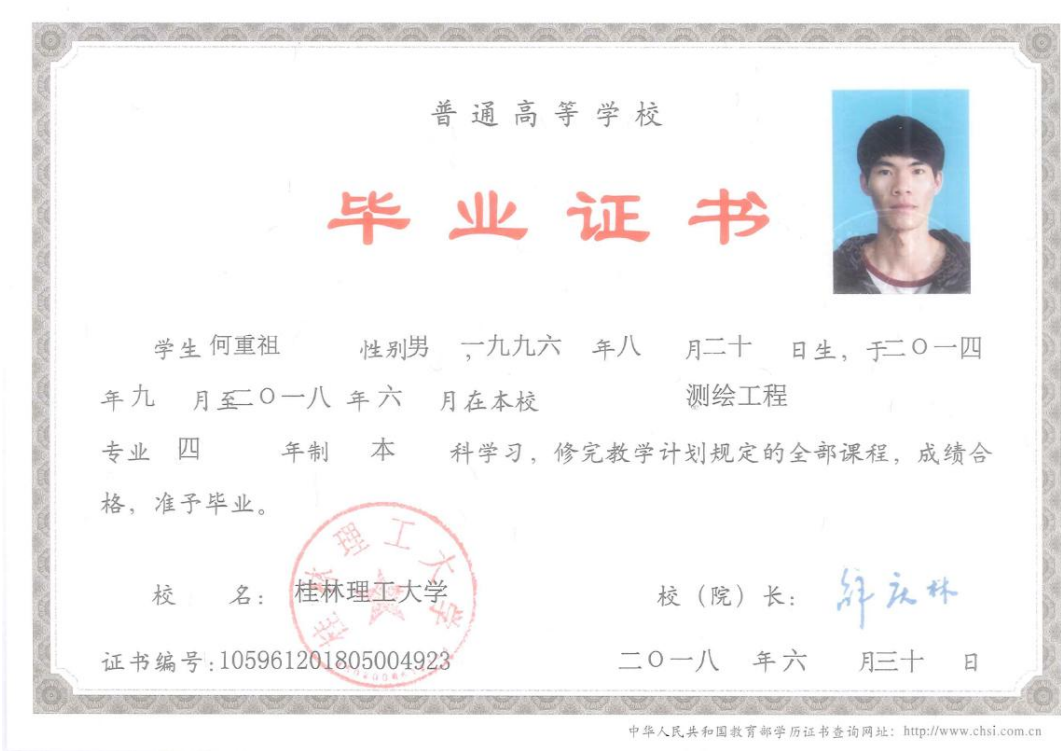 普通高等学校
毕业证书
学生 何重祖 性别男 ,一九九六 年八 月二十 日生,于二〇一四
年九 月至二〇一八 年六 月在本校 测绘工程
专业 四 年制 本 科学习,修完教学计划规定的全部课程,成绩合
格,准予毕业。
桂林理工大学
校 名: 桂林理工大学 校(院)长:
证书编号:105961201805004923 二〇一八 年六 月三十 日
中华人民共和国教育部学历证书查询网址: http://www.chsi.com.cn